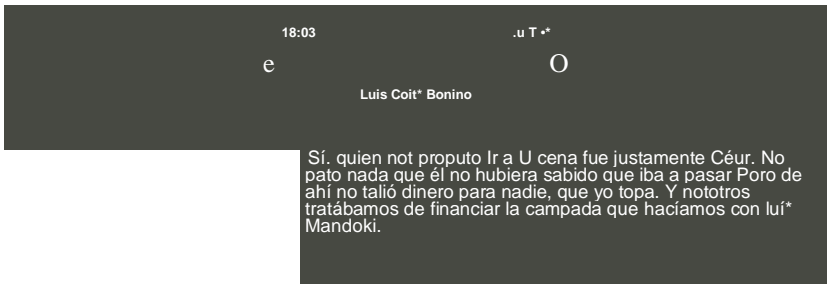 18:03 .u T •*
e O
Luis Coit* Bonino
Sí. quien not proputo Ir a U cena fue justamente Céur. No
pato nada que él no hubiera sabido que iba a pasar Poro de
ahí no talió dinero para nadie, que yo topa. Y nototros
tratábamos de financiar la campada que hacíamos con luí*
Mandoki.